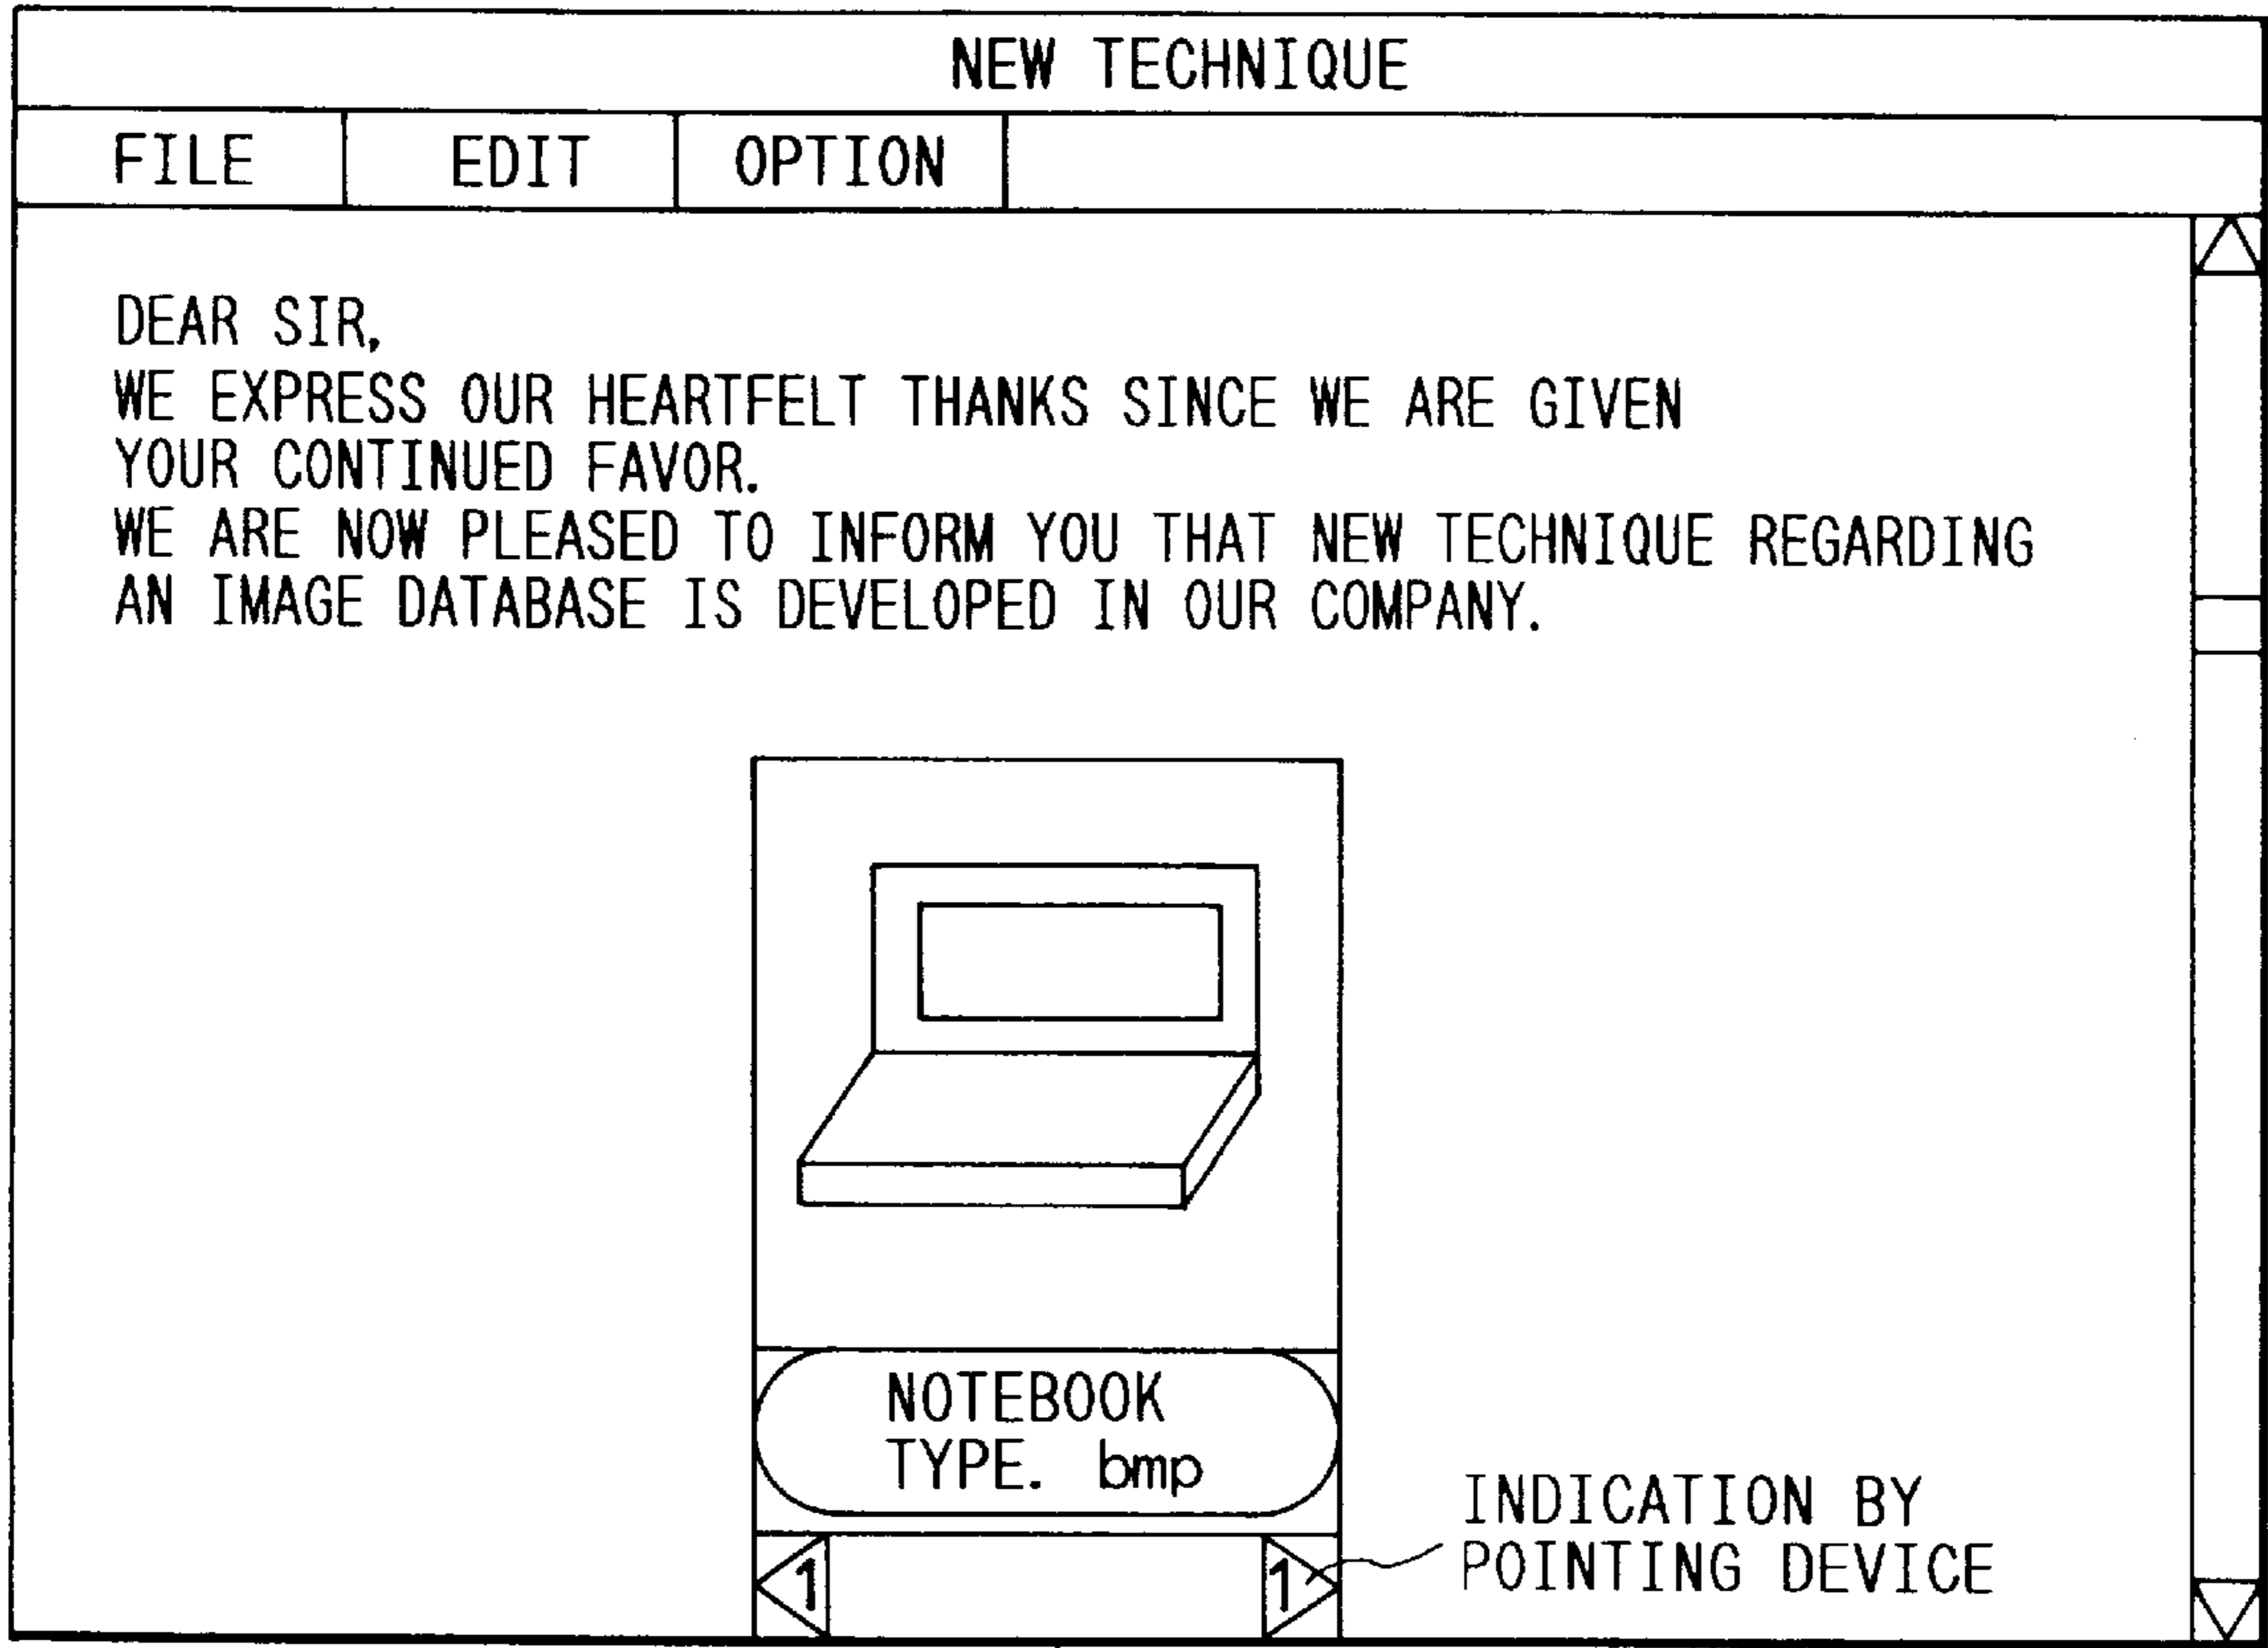 NEW TECHNIQUE
FILE EDIT OPTION
DEAR SIR,
WE EXPRESS OUR HEARTFELT THANKS SINCE WE ARE GIVEN
YOUR CONTINUED FAVOR.
WE ARE NOW PLEASED TO INFORM YOU THAT NEW TECHNIQUE REGARDING
AN IMAGE DATABASE IS DEVELOPED IN OUR COMPANY.
NOTEBOOK
TYPE. bmp
INDICATION BY
POINTING DEVICE
1 1